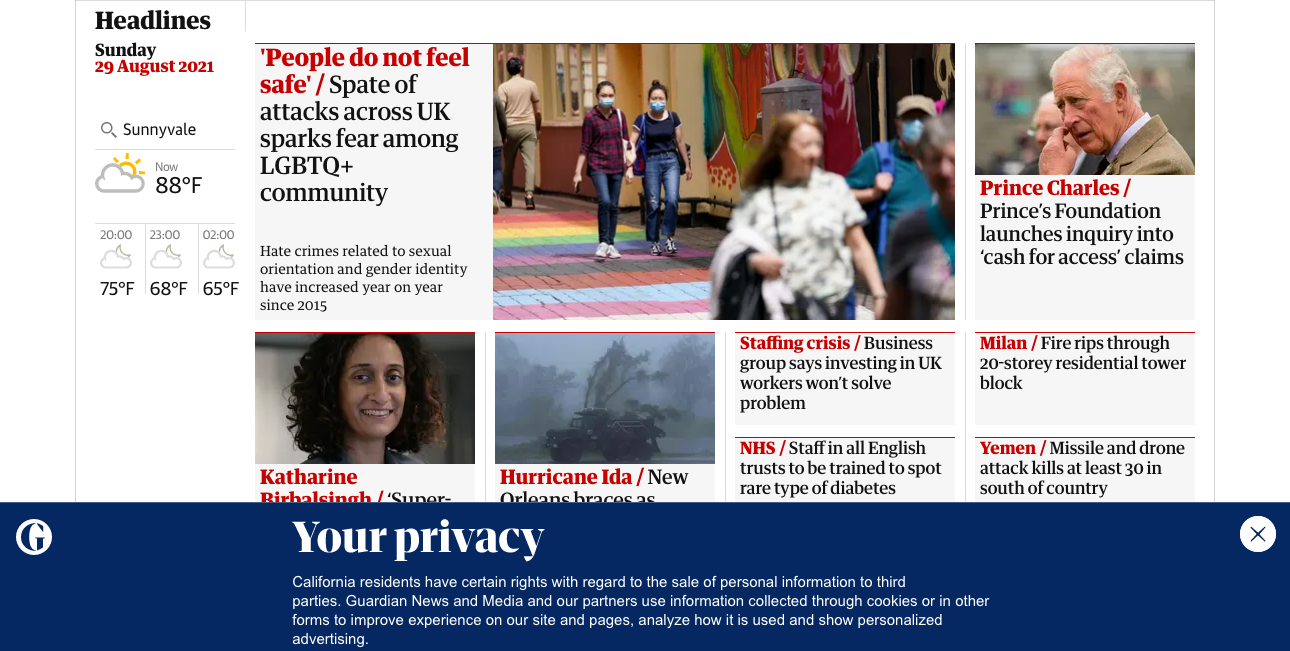 Headlines
Sunday
29 August 2021
Sunnyvale
Now
88°F
20:00
23:00
02:00
75°F
68°F
65°F
'People do not feel
safe' / Spate of
attacks across UK
sparks fear among
LGBTQ+
community
Hate crimes related to sexual
orientation and gender identity
have increased year on year
since 2015
Prince Charles /
Prince’s Foundation
launches inquiry into
‘cash for access’ claims
Katharine
Birbalsingh / ‘Super-
Hurricane Ida / New
Orleans braces as
Staffing crisis / Business
group says investing in UK
workers won’t solve
problem
NHS / Staff in all English
trusts to be trained to spot
rare type of diabetes
Milan / Fire rips through
20-storey residential tower
block
Yemen / Missile and drone
attack kills at least 30 in
south of country
Your privacy
California residents have certain rights with regard to the sale of personal information to third
parties. Guardian News and Media and our partners use information collected through cookies or in other
forms to improve experience on our site and pages, analyze how it is used and show personalized
advertising.